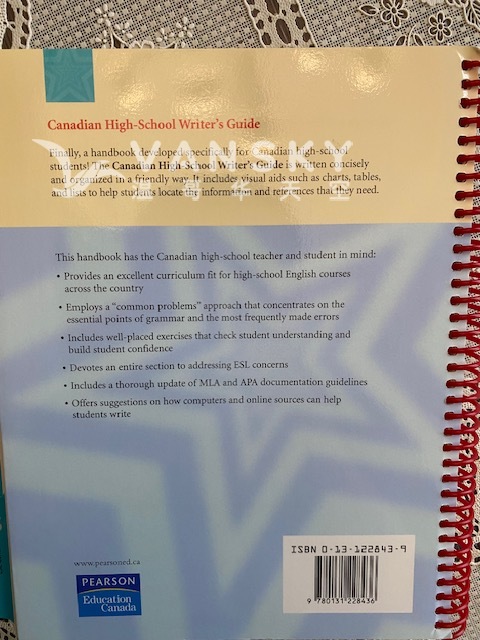 Canadian High-School Writer's Guide
Finally, a handbook developed specifically for Canadian high-school
students! The Canadian High-School Writer's Guide is written concisely
and organized in a friendly way. It includes visual aids such as charts, tables,
and lists to help students locate the information and references that they need.
This handbook has the Canadian high-school teacher and student in mind:
• Provides an excellent curriculum fit for high-school English courses
across the country
• Employs a "common problems" approach that concentrates on the
essential points of grammar and the most frequently made errors
• Includes well-placed exercises that check student understanding and
build student confidence
• Devotes an entire section to addressing ESL concerns
• Includes a thorough update of MLA and APA documentation guidelines
• Offers suggestions on how computers and online sources can help
students write
www.pearsoned.ca
PEARSON
Education
Canada
ISBN 0-13-122843-9
9 780131 228436